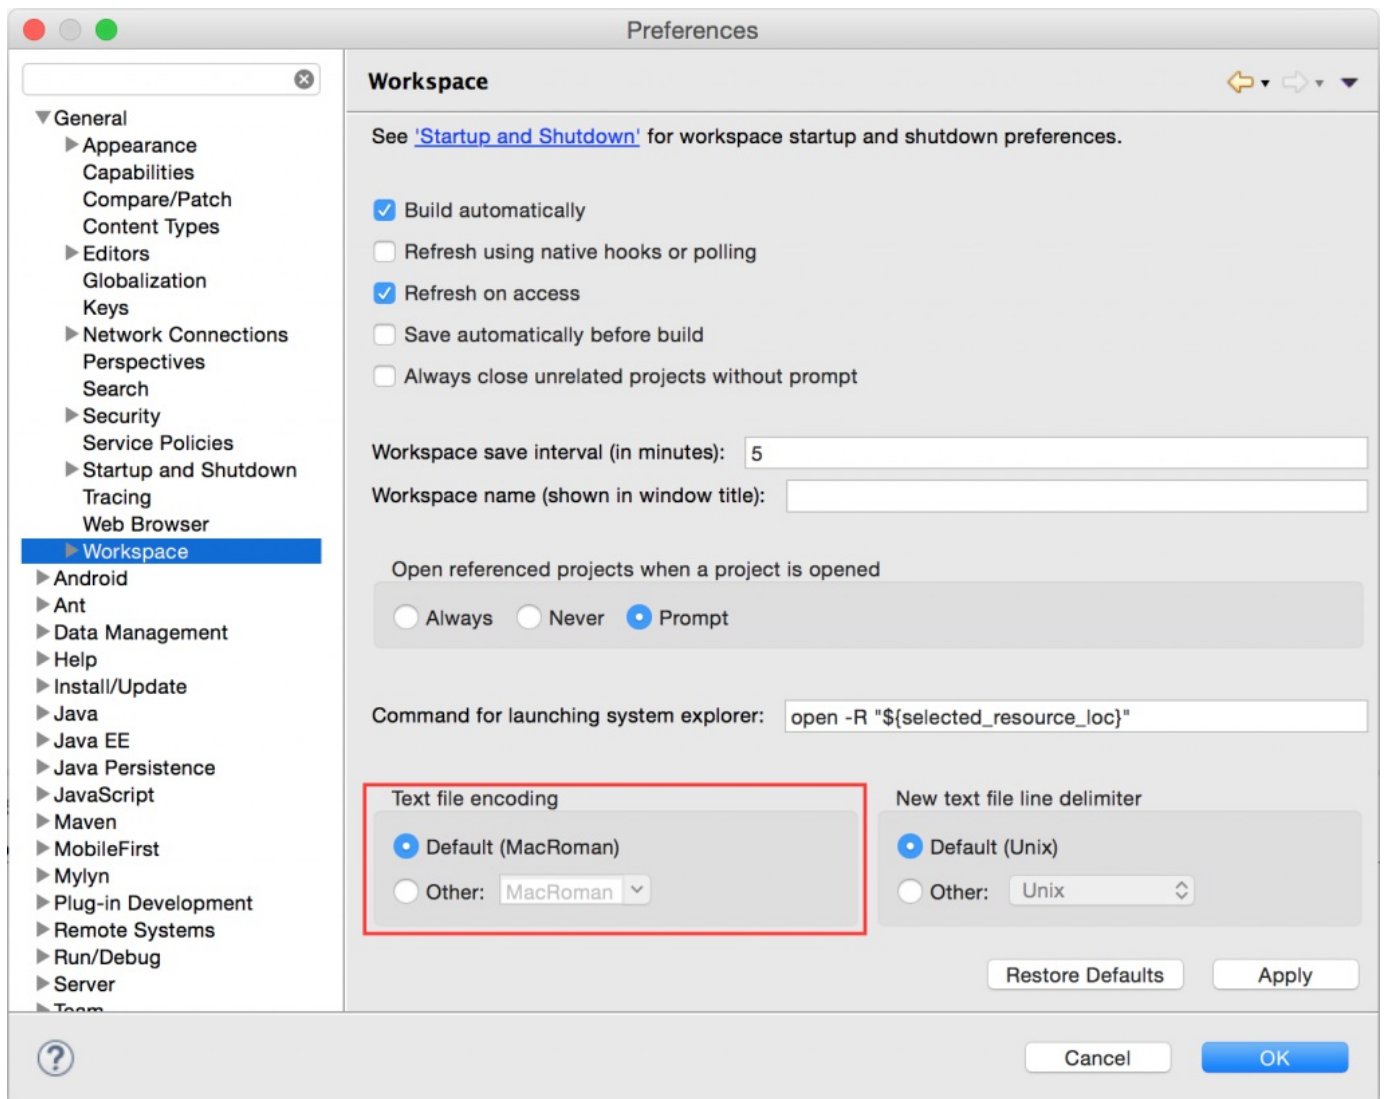 Preferences
General
Appearance
Capabilities
Compare/Patch
Content Types
Editors
Globalization
Keys
Network Connections
Perspectives
Search
Security
Service Policies
Startup and Shutdown
Tracing
Web Browser
Workspace
Android
Ant
Data Management
Help
Install/Update
Java
Java EE
Java Persistence
JavaScript
Maven
MobileFirst
Mylyn
Plug-in Development
Remote Systems
Run/Debug
Server
Team
Workspace
See 'Startup and Shutdown' for workspace startup and shutdown preferences.
Build automatically
Refresh using native hooks or polling
Refresh on access
Save automatically before build
Always close unrelated projects without prompt
Workspace save interval (in minutes): 5
Workspace name (shown in window title):
Open referenced projects when a project is opened
Always Never Prompt
Command for launching system explorer: open -R "${selected_resource_loc}"
Text file encoding
Default (MacRoman)
Other: MacRoman
New text file line delimiter
Default (Unix)
Other: Unix
Restore Defaults Apply
? Cancel OK